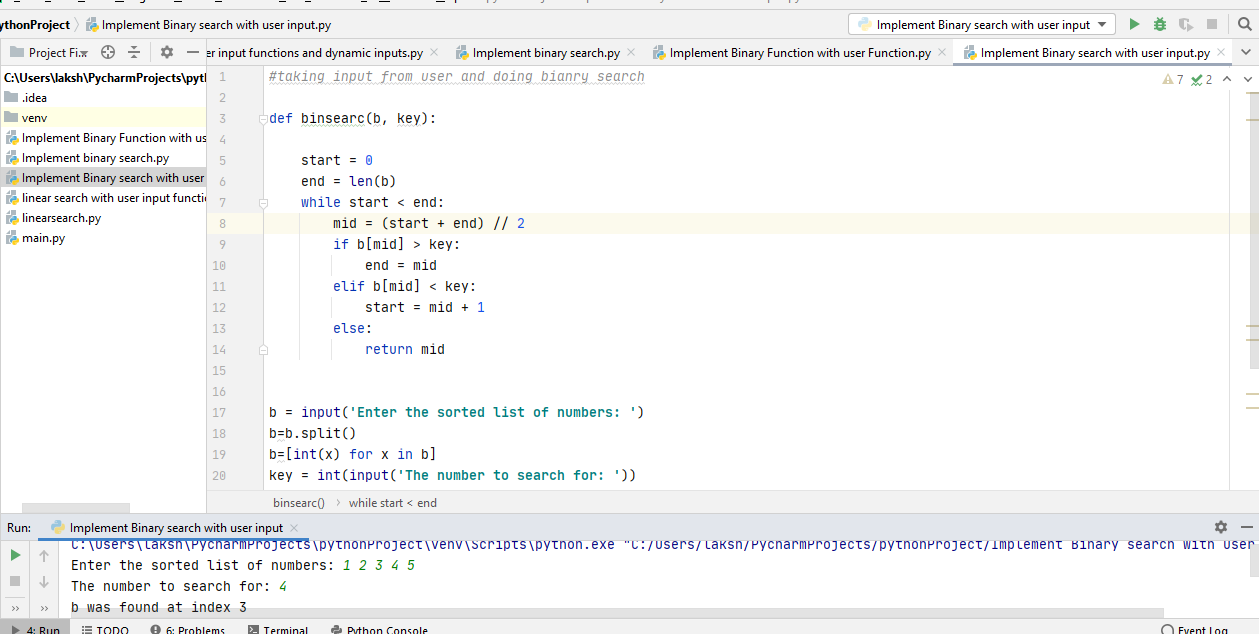 ythonProject Implement Binary search with user input.py
Implement Binary search with user input
Project Fi...
er input functions and dynamic inputs.py
Implement binary search.py
Implement Binary Function with user Function.py
Implement Binary search with user input.py
C:\Users\laksh\PycharmProjects\pytl
.idea
venv
Implement Binary Function with us
Implement binary search.py
Implement Binary search with user
linear search with user input functio
linearsearch.py
main.py
7 2
1 #taking input from user and doing bianry search
2
3 def binsearc(b, key):
4
5 start = 0
6 end = len(b)
7 while start < end:
8 mid = (start + end) // 2
9 if b[mid] > key:
10 end = mid
11 elif b[mid] < key:
12 start = mid + 1
13 else:
14 return mid
15
16
17 b = input('Enter the sorted list of numbers: ')
18 b=b.split()
19 b=[int(x) for x in b]
20 key = int(input('The number to search for: '))
binsearc() › while start < end
Run: Implement Binary search with user input
C:\Users\laksh\PycharmProjects\pythonProject\venv\Scripts\python.exe "C:/Users/laksh/PycharmProjects/pythonProject/Implement Binary search with user
Enter the sorted list of numbers: 1 2 3 4 5
The number to search for: 4
b was found at index 3
4: Run TODO 6: Problems Terminal Python Console Event Log